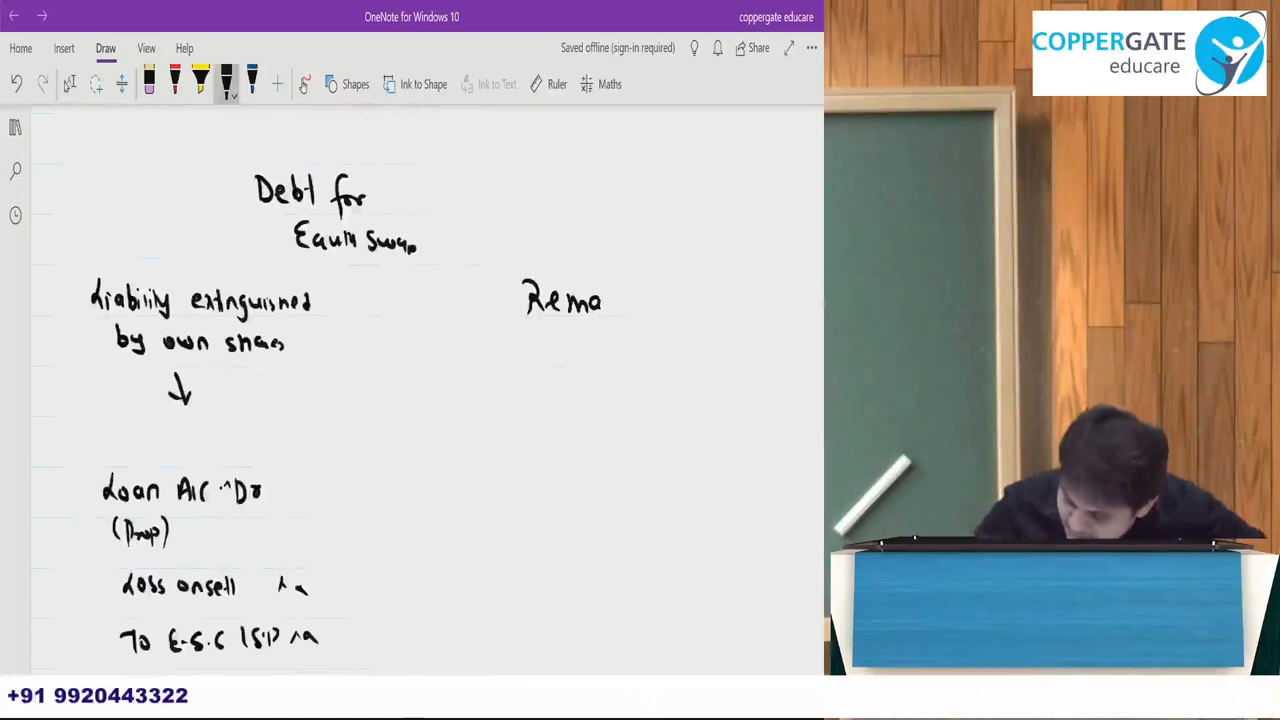 OneNote for Windows 10
coppergate educare
Home Insert Draw View Help
Saved offline (sign-in required) Share
Shapes Ink to Shape Ink to Text Ruler Maths
COPPERGATE
educare
Debt for
Equity Swap
Liability extinguished
by own shares
Rema
Loan A/c Dr
(Prop)
Loss on settl
To E.S.C (S.P)
+91 9920443322